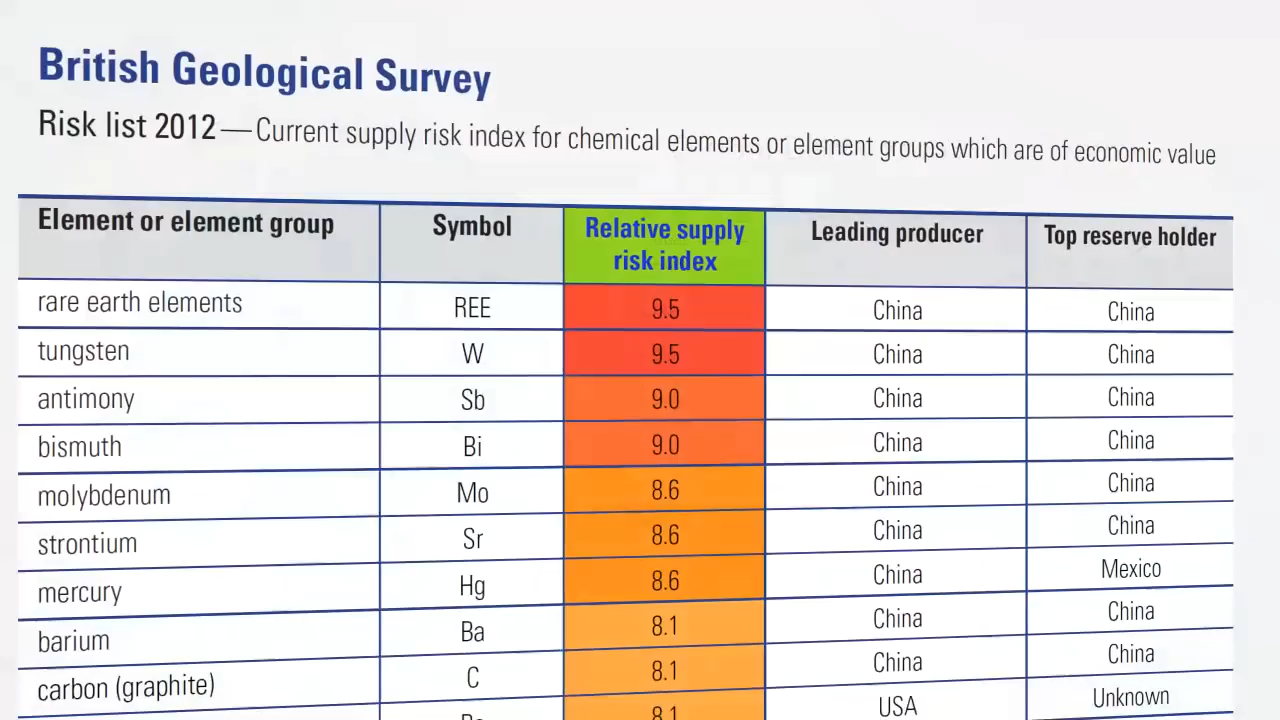 British Geological Survey
Risk list 2012 — Current supply risk index for chemical elements or element groups which are of economic value
Element or element group Symbol Relative supply risk index Leading producer Top reserve holder
rare earth elements REE 9.5 China China
tungsten W 9.5 China China
antimony Sb 9.0 China China
bismuth Bi 9.0 China China
molybdenum Mo 8.6 China China
strontium Sr 8.6 China China
mercury Hg 8.6 China Mexico
barium Ba 8.1 China China
carbon (graphite) C 8.1 China China
8.1 USA Unknown